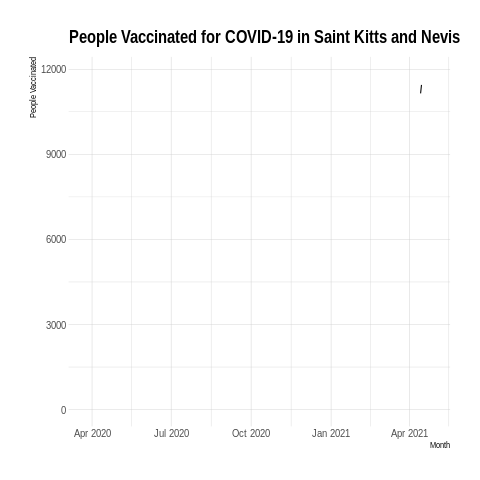 People Vaccinated for COVID-19 in Saint Kitts and Nevis
People Vaccinated
12000
9000
6000
3000
0
Apr 2020 Jul 2020 Oct 2020 Jan 2021 Apr 2021
Month